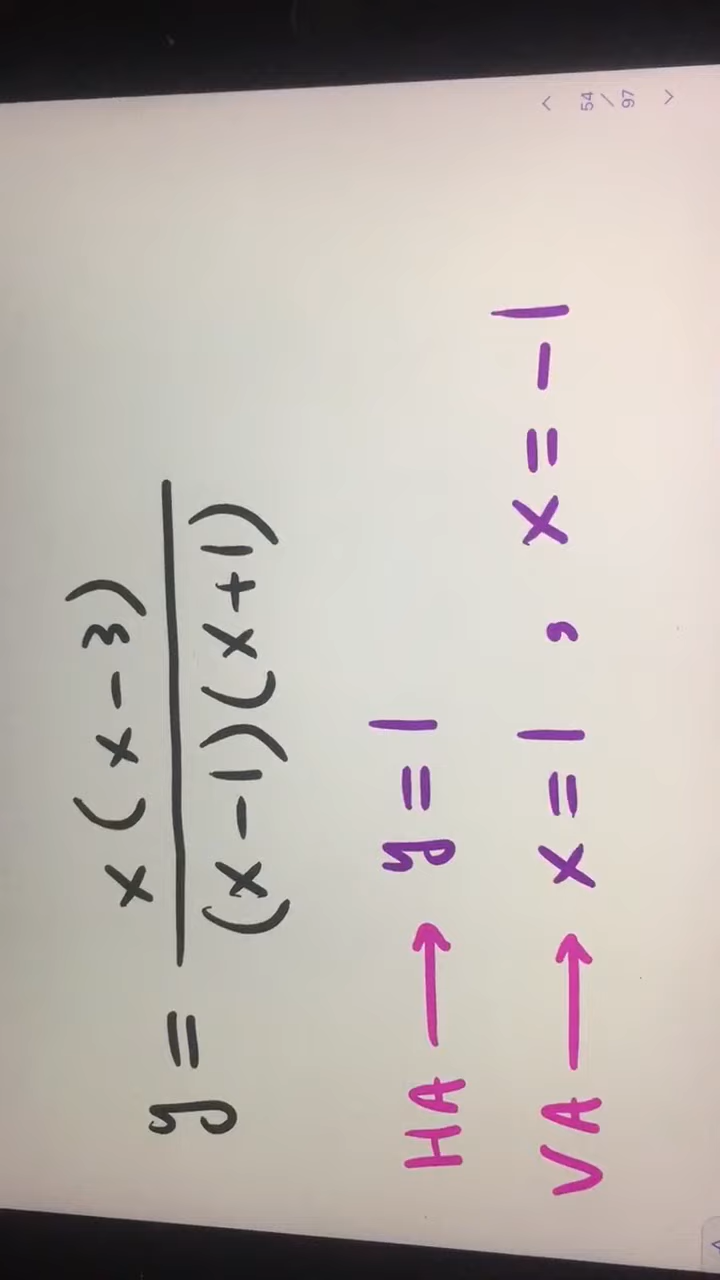 54 / 97
x(x-3)
y = ―――――――
(x-1)(x+1)
HA → y = 1
VA → x = 1 , x = -1